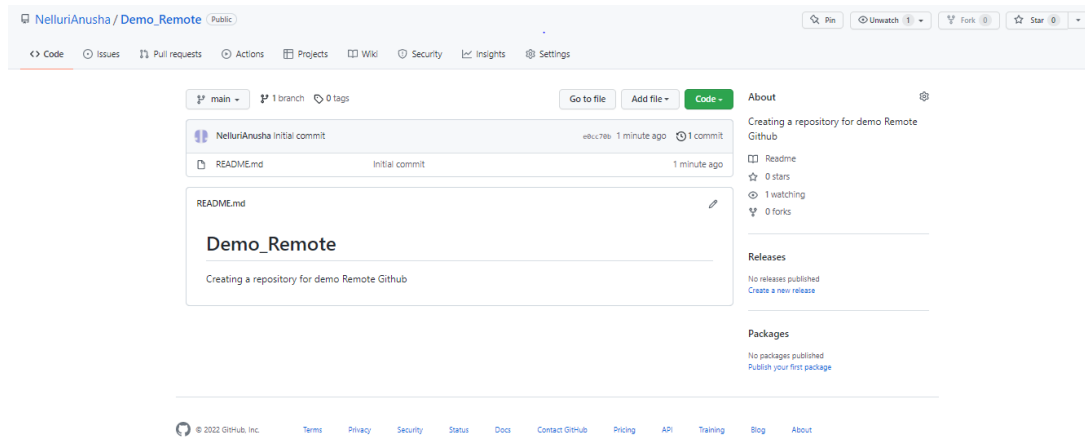 NelluriAnusha / Demo_Remote Public
Pin Unwatch 1 Fork 0 Star 0
Code Issues Pull requests Actions Projects Wiki Security Insights Settings
main 1 branch 0 tags Go to file Add file Code
NelluriAnusha Initial commit e0cc70b 1 minute ago 1 commit
README.md Initial commit 1 minute ago
README.md
Demo_Remote
Creating a repository for demo Remote Github
About
Creating a repository for demo Remote
Github
Readme
0 stars
1 watching
0 forks
Releases
No releases published
Create a new release
Packages
No packages published
Publish your first package
© 2022 GitHub, Inc. Terms Privacy Security Status Docs Contact GitHub Pricing API Training Blog About